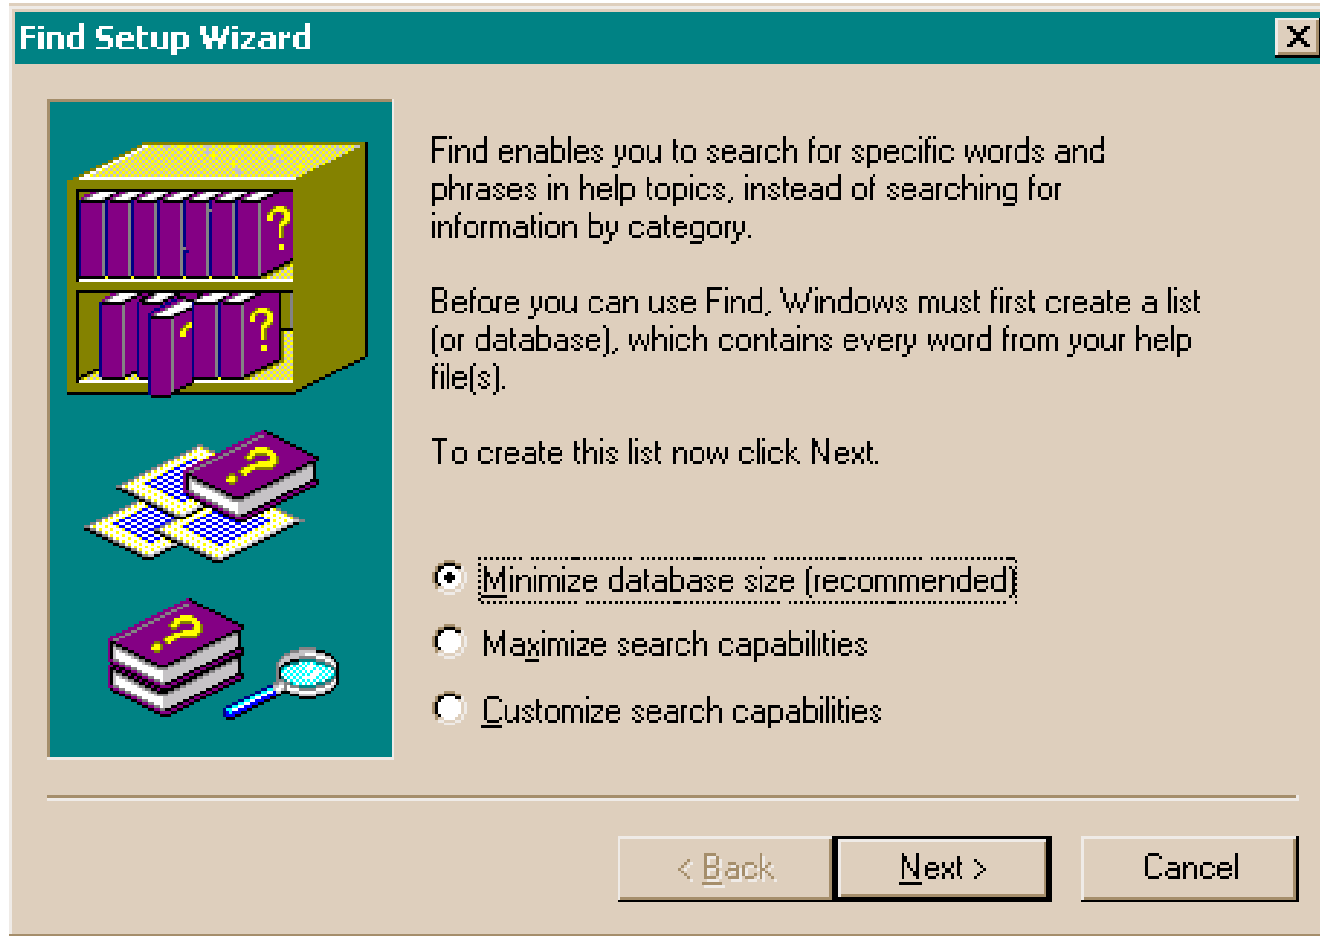 Find Setup Wizard
Find enables you to search for specific words and
phrases in help topics, instead of searching for
information by category.
Before you can use Find, Windows must first create a list
(or database), which contains every word from your help
file(s).
To create this list now click Next.
Minimize database size (recommended)
Maximize search capabilities
Customize search capabilities
< Back
Next >
Cancel